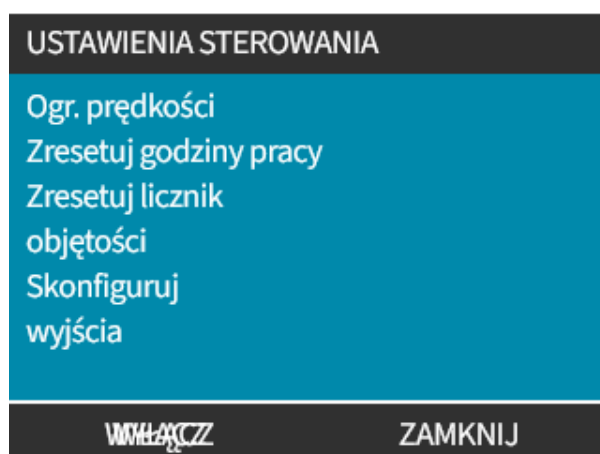 USTAWIENIA STEROWANIA
Ogr. prędkości
Zresetuj godziny pracy
Zresetuj licznik
objętości
Skonfiguruj
wyjścia
ZAMKNIJ